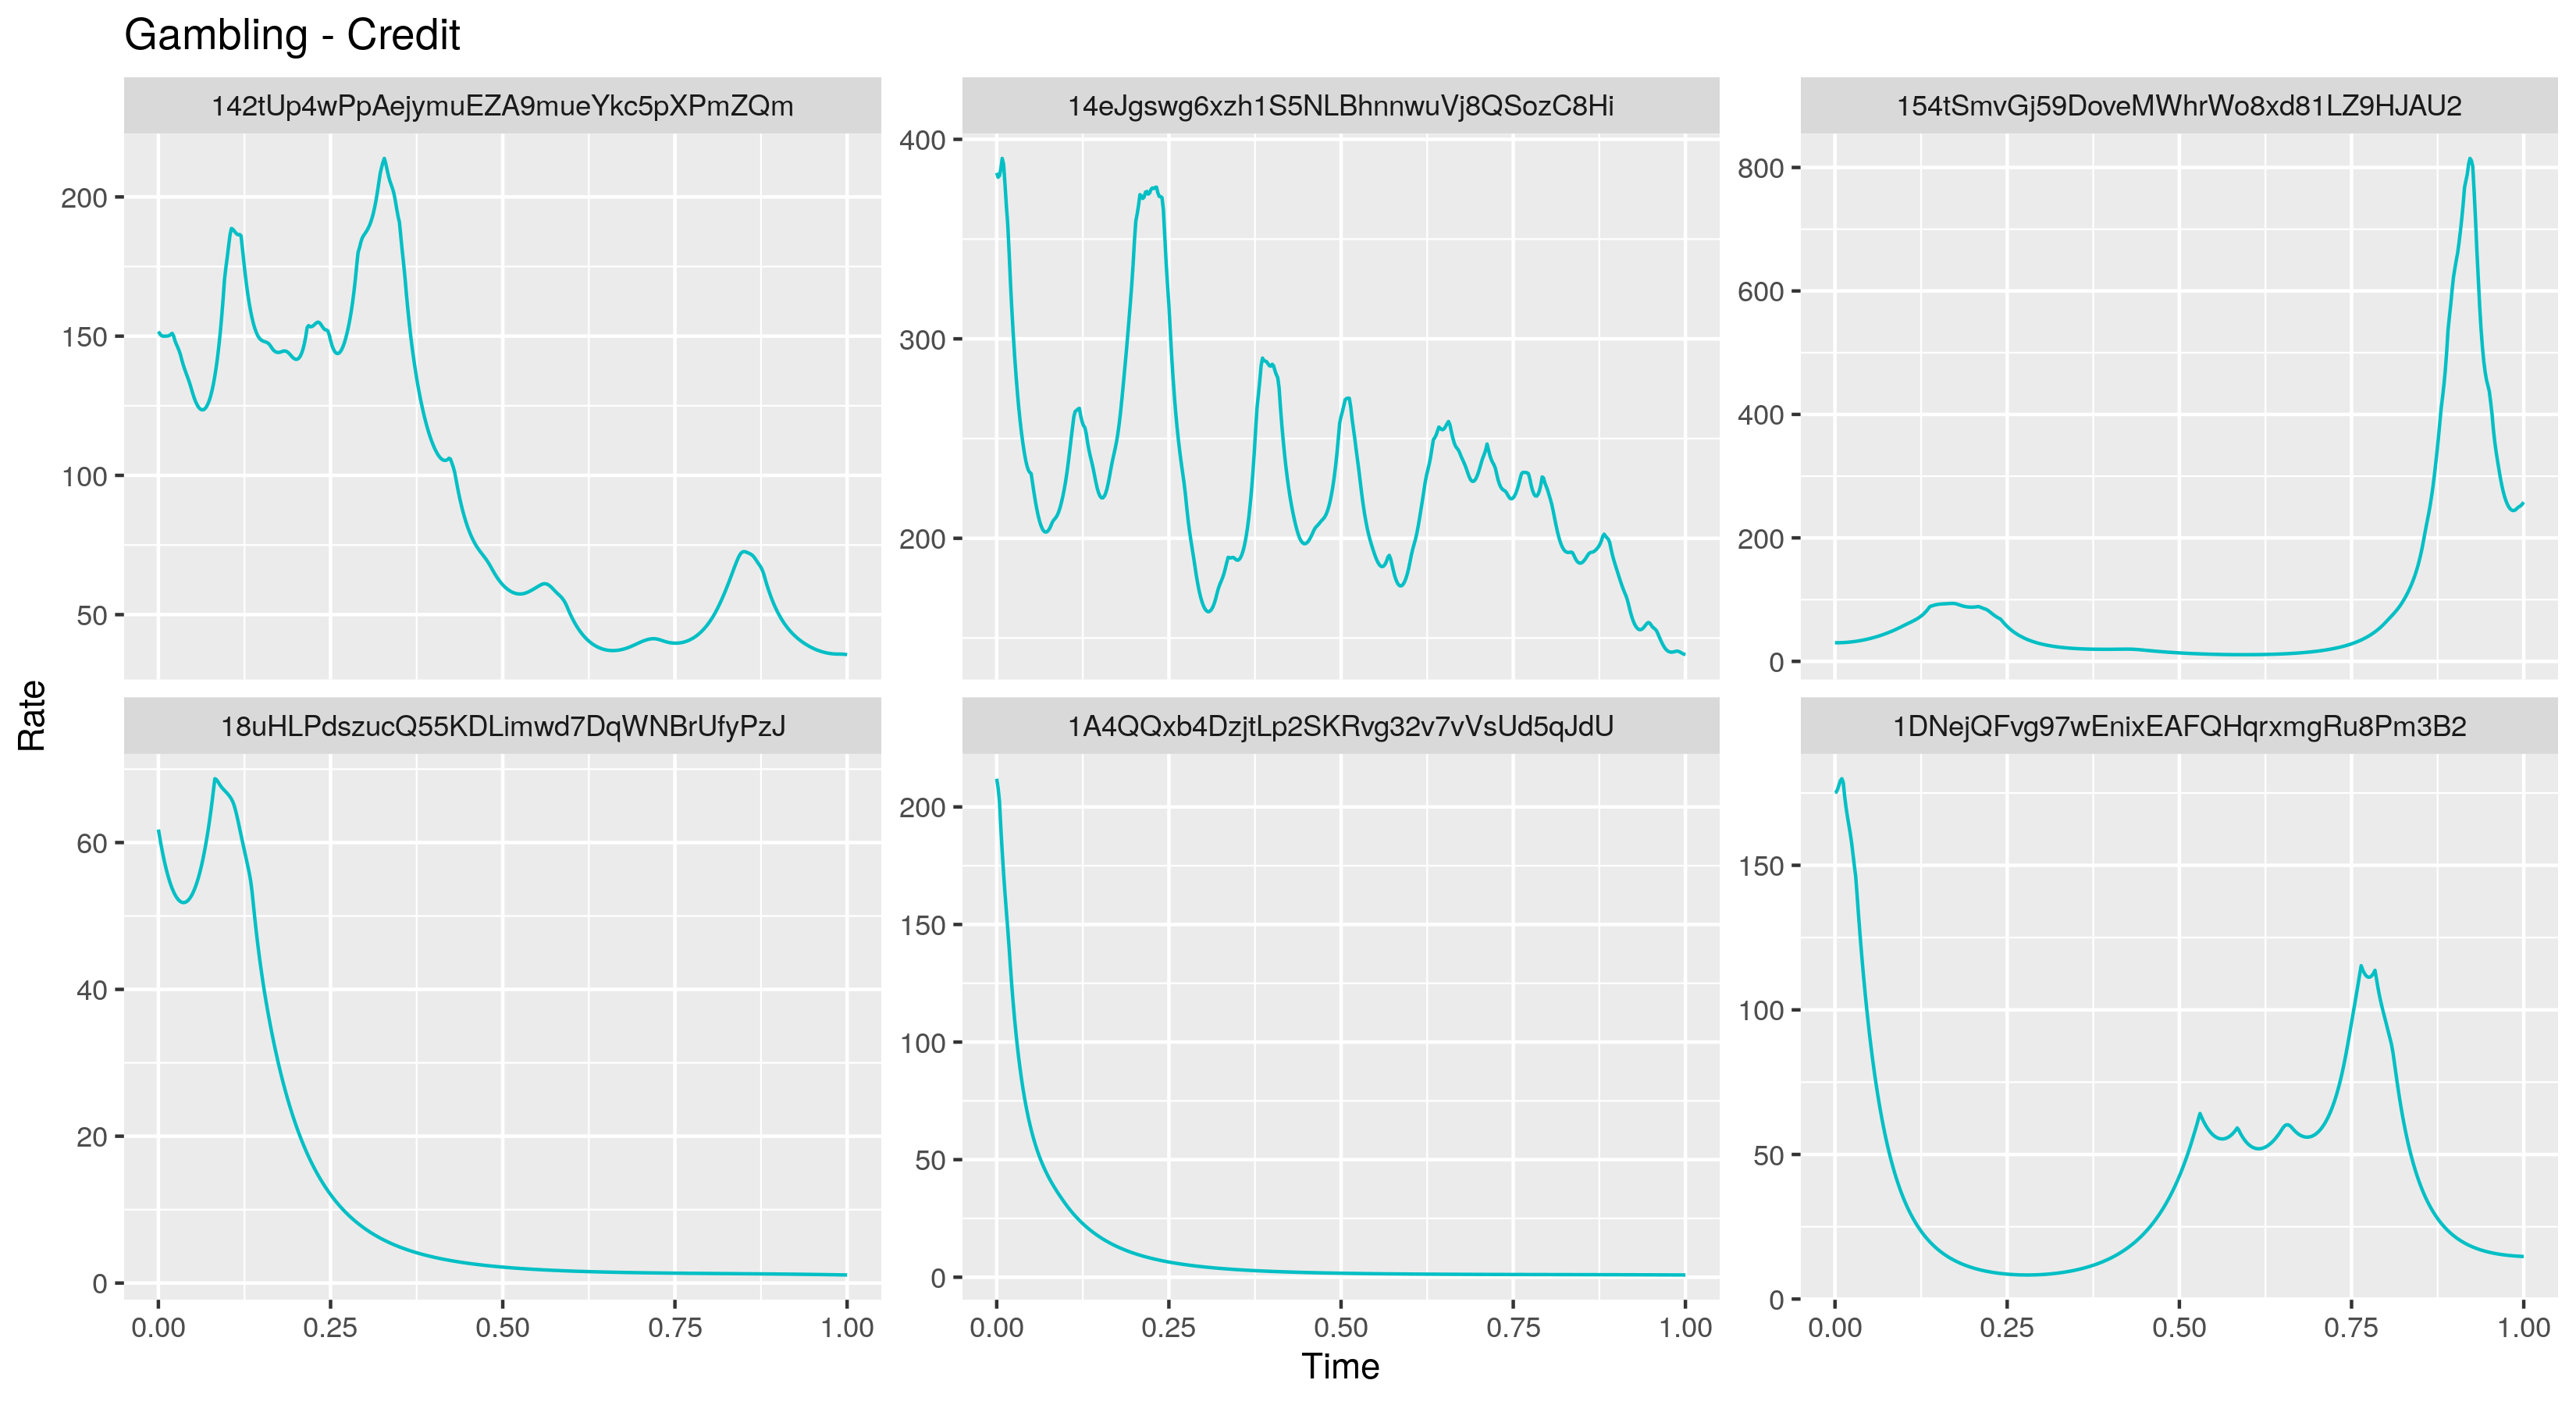 Gambling - Credit
142tUp4wPpAejymuEZA9mueYkc5pXPmZQm
14eJgswg6xzh1S5NLBhnnwuVj8QSozC8Hi
154tSmvGj59DoveMWhrWo8xd81LZ9HJAU2
200
150
100
50
400
300
200
800
600
400
200
0
Rate
18uHLPdszucQ55KDLimwd7DqWNBrUfyPzJ
1A4QQxb4DzjtLp2SKRvg32v7vVsUd5qJdU
1DNejQFvg97wEnixEAFQHqrxmgRu8Pm3B2
60
40
20
0
200
150
100
50
0
150
100
50
0
0.00 0.25 0.50 0.75 1.00
0.00 0.25 0.50 0.75 1.00
0.00 0.25 0.50 0.75 1.00
Time